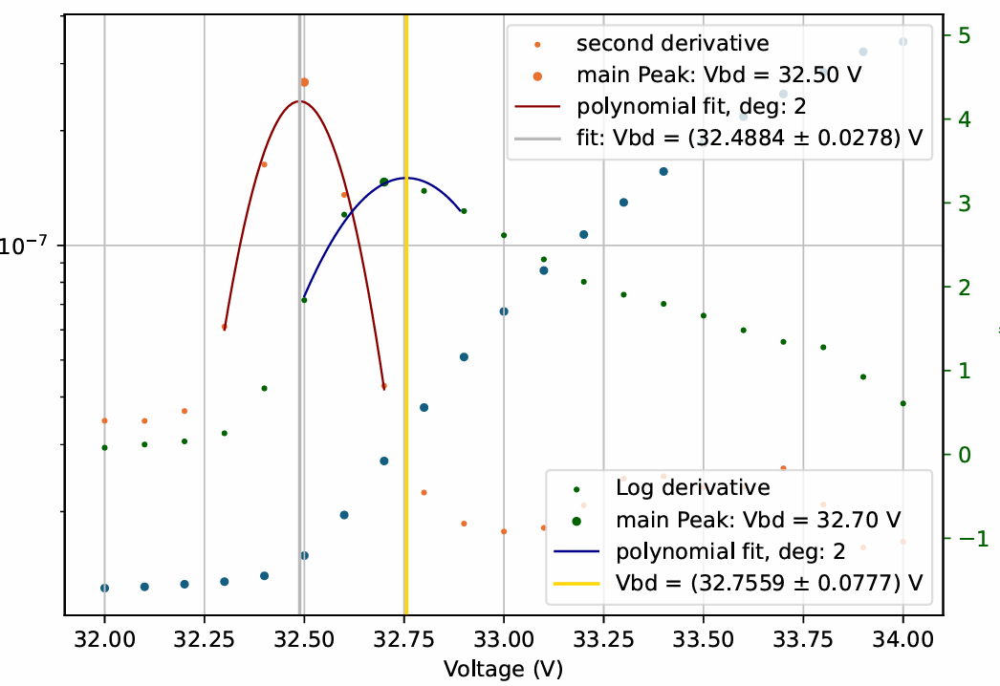 second derivative
main Peak: Vbd = 32.50 V
polynomial fit, deg: 2
fit: Vbd = (32.4884 ± 0.0278) V
5
4
3
2
1
0
−1
10⁻⁷
Log derivative
main Peak: Vbd = 32.70 V
polynomial fit, deg: 2
Vbd = (32.7559 ± 0.0777) V
32.00 32.25 32.50 32.75 33.00 33.25 33.50 33.75 34.00
Voltage (V)